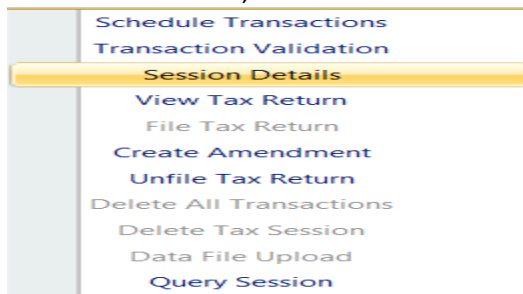 Schedule Transactions
Transaction Validation
Session Details
View Tax Return
File Tax Return
Create Amendment
Unfile Tax Return
Delete All Transactions
Delete Tax Session
Data File Upload
Query Session